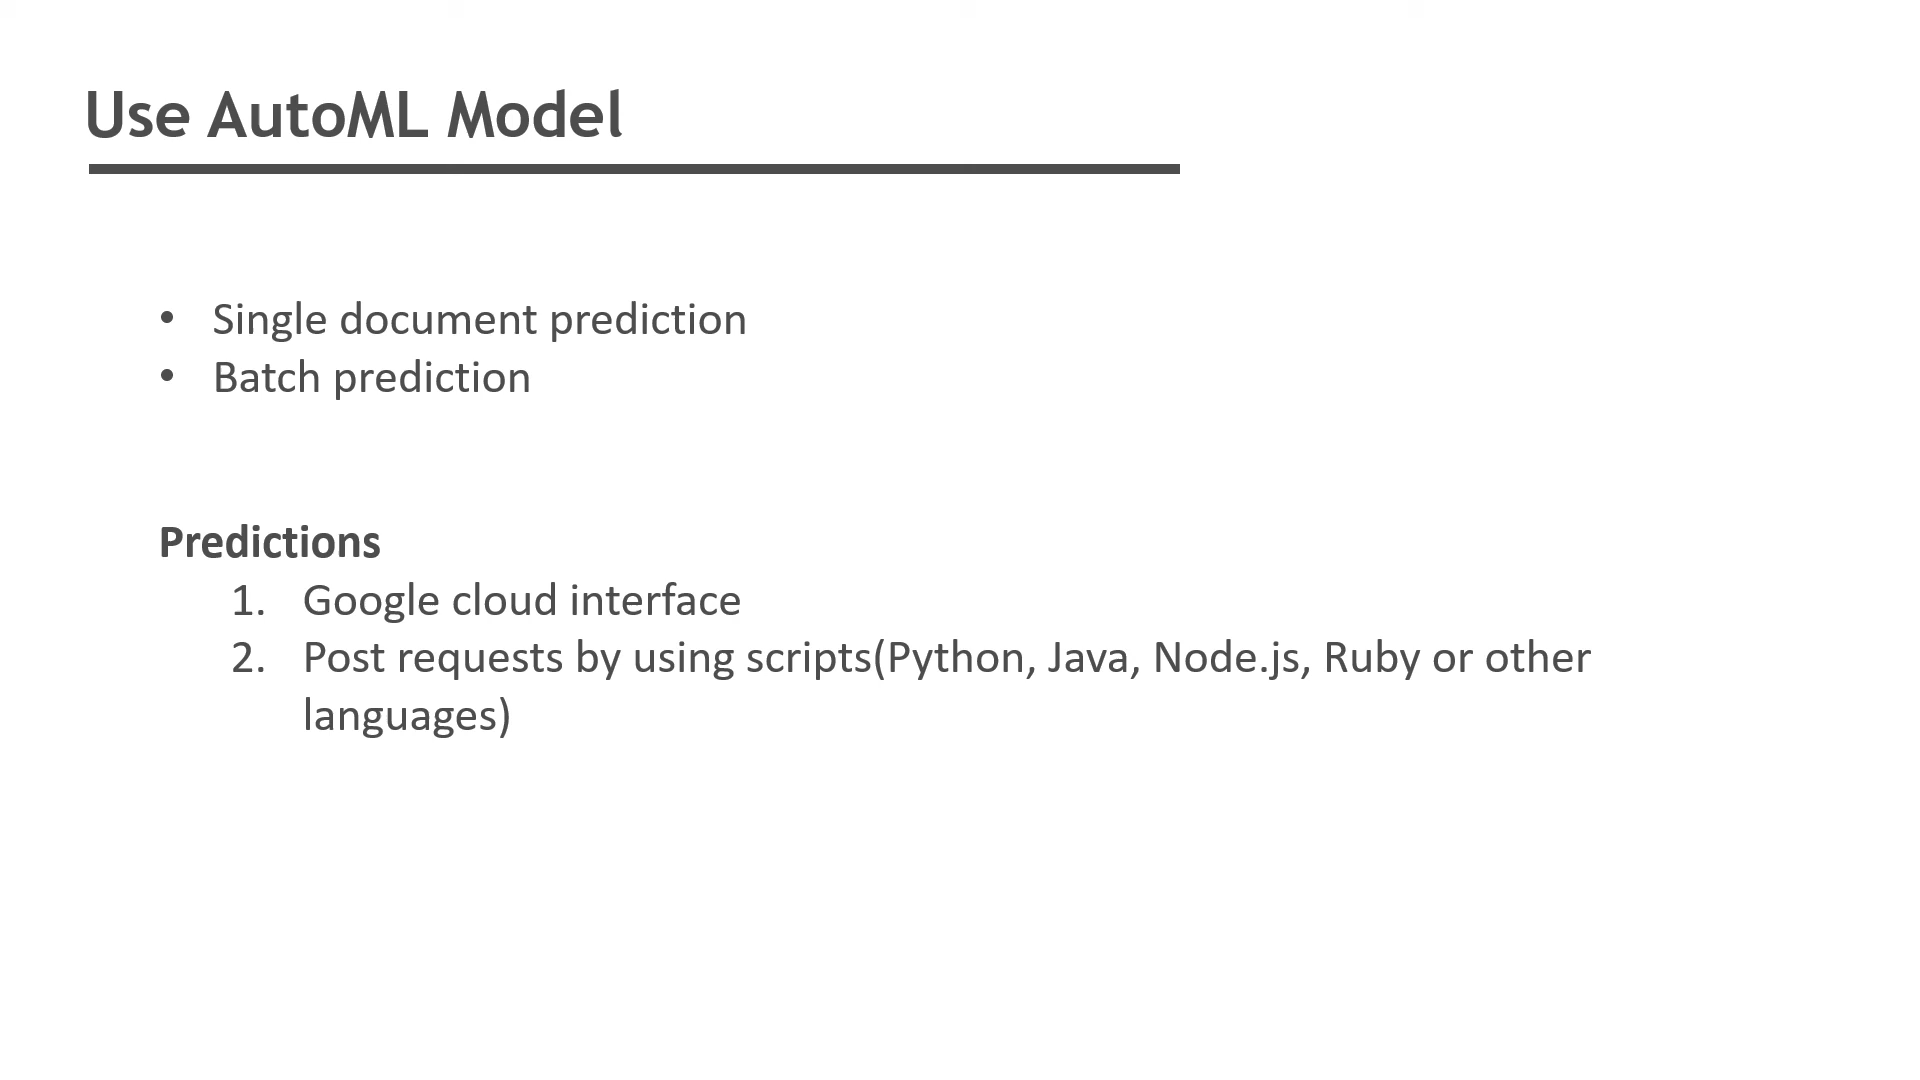 Use AutoML Model
• Single document prediction
• Batch prediction
Predictions
1. Google cloud interface
2. Post requests by using scripts(Python, Java, Node.js, Ruby or other
languages)